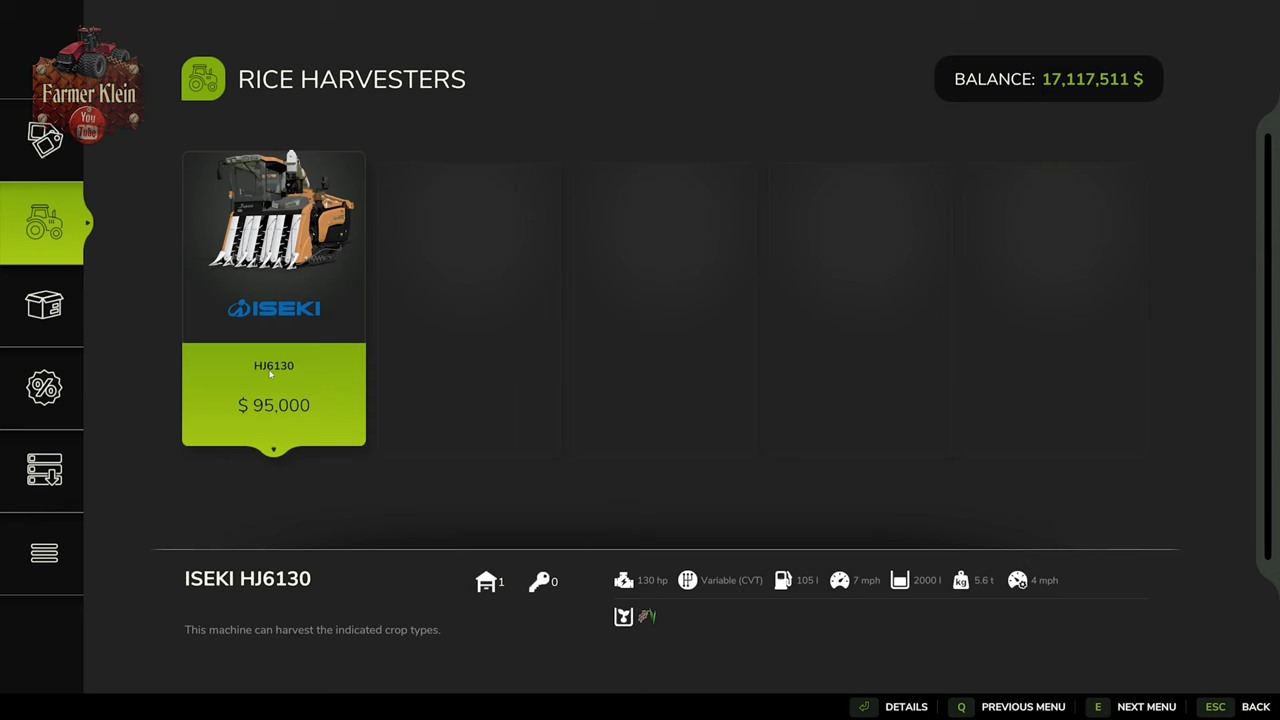 Farmer Klein
You
Tube
RICE HARVESTERS
BALANCE: 17,117,511 $
ISEKI
HJ6130
$ 95,000
ISEKI HJ6130
1
0
130 hp
Variable (CVT)
105 l
7 mph
2000 l
kg
5.6 t
4 mph
This machine can harvest the indicated crop types.
DETAILS
Q
PREVIOUS MENU
E
NEXT MENU
ESC
BACK